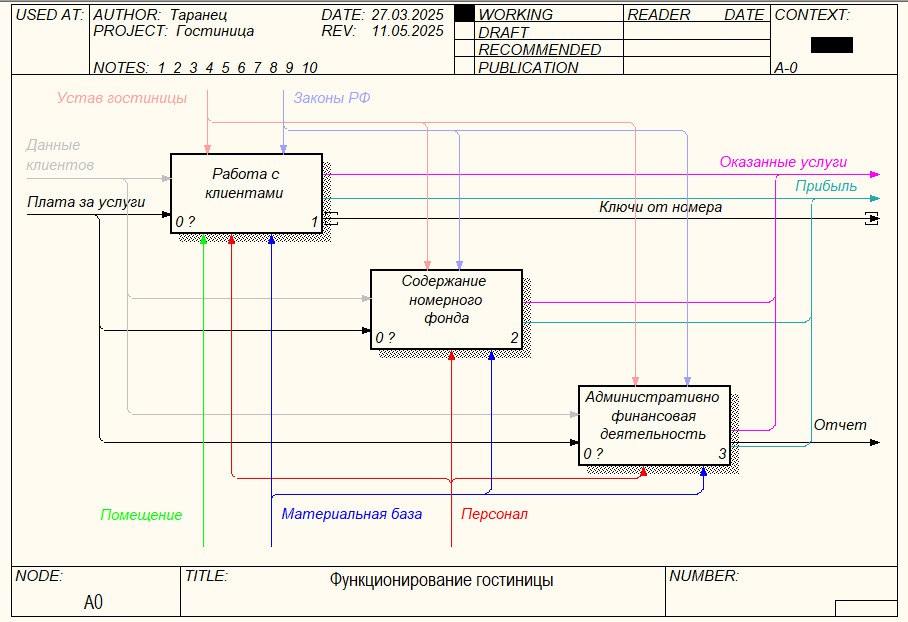 USED AT:
AUTHOR: Таранец
DATE: 27.03.2025
WORKING
READER
DATE
CONTEXT:
PROJECT: Гостиница
REV: 11.05.2025
DRAFT
RECOMMENDED
NOTES: 1 2 3 4 5 6 7 8 9 10
PUBLICATION
A-0
Устав гостиницы
Законы РФ
Данные
клиентов
Плата за услуги
Работа с
клиентами
0 ?
1
Оказанные услуги
Прибыль
Ключи от номера
Содержание
номерного
фонда
0 ?
2
Административно
финансовая
деятельность
0 ?
3
Отчет
Помещение
Материальная база
Персонал
NODE:
TITLE:
Функционирование гостиницы
NUMBER:
A0